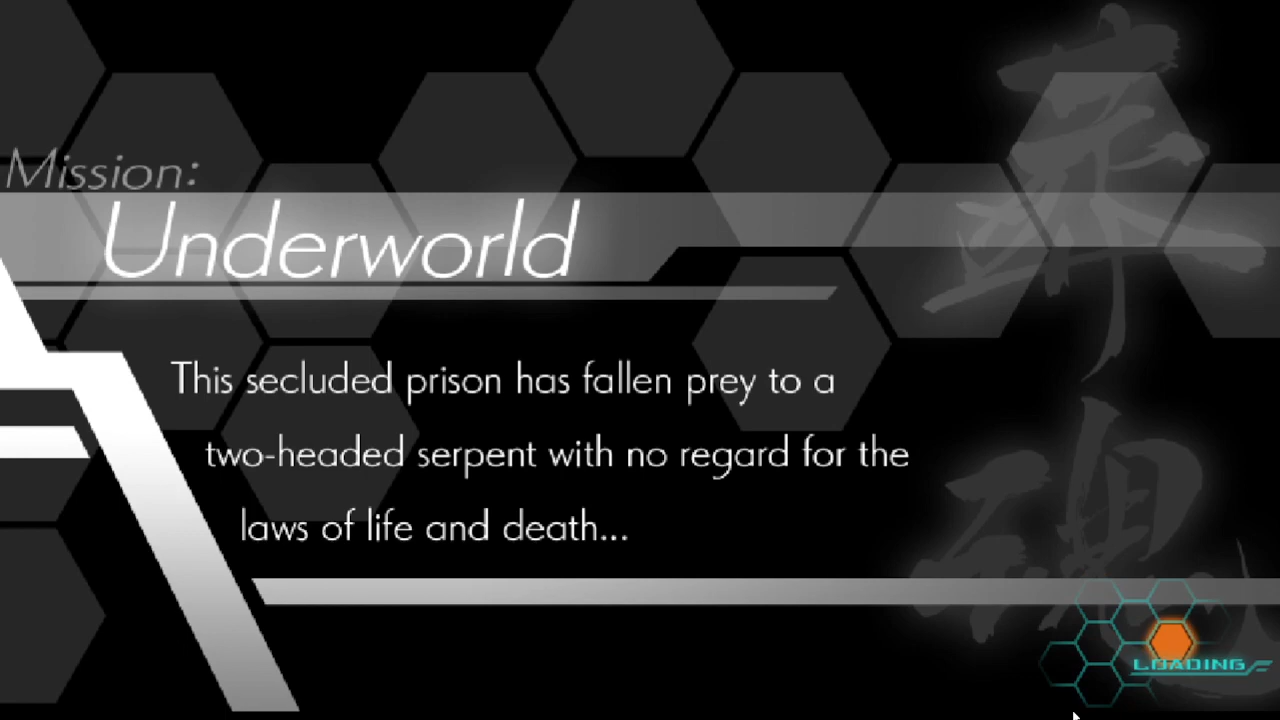 Mission:
Underworld
This secluded prison has fallen prey to a
two-headed serpent with no regard for the
laws of life and death...
LOADING